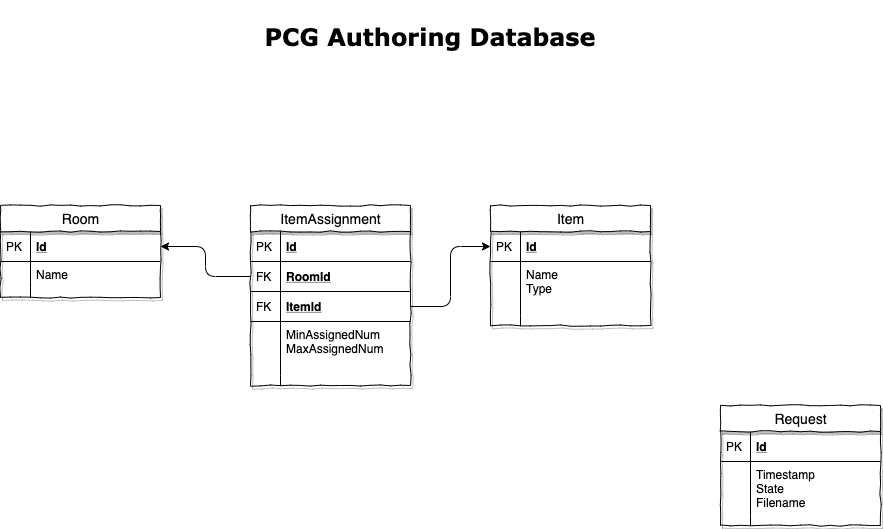 PCG Authoring Database
Room
PK Id
Name
ItemAssignment
PK Id
FK RoomId
FK ItemId
MinAssignedNum
MaxAssignedNum
Item
PK Id
Name
Type
Request
PK Id
Timestamp
State
Filename